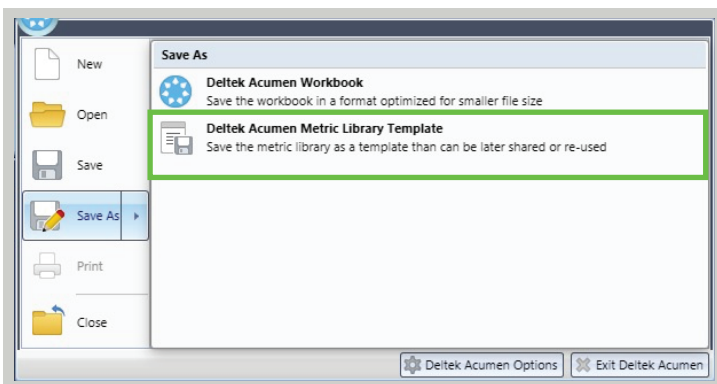 New
Open
Save
Save As
Print
Close
Save As
Deltek Acumen Workbook
Save the workbook in a format optimized for smaller file size
Deltek Acumen Metric Library Template
Save the metric library as a template than can be later shared or re-used
Deltek Acumen Options
Exit Deltek Acumen